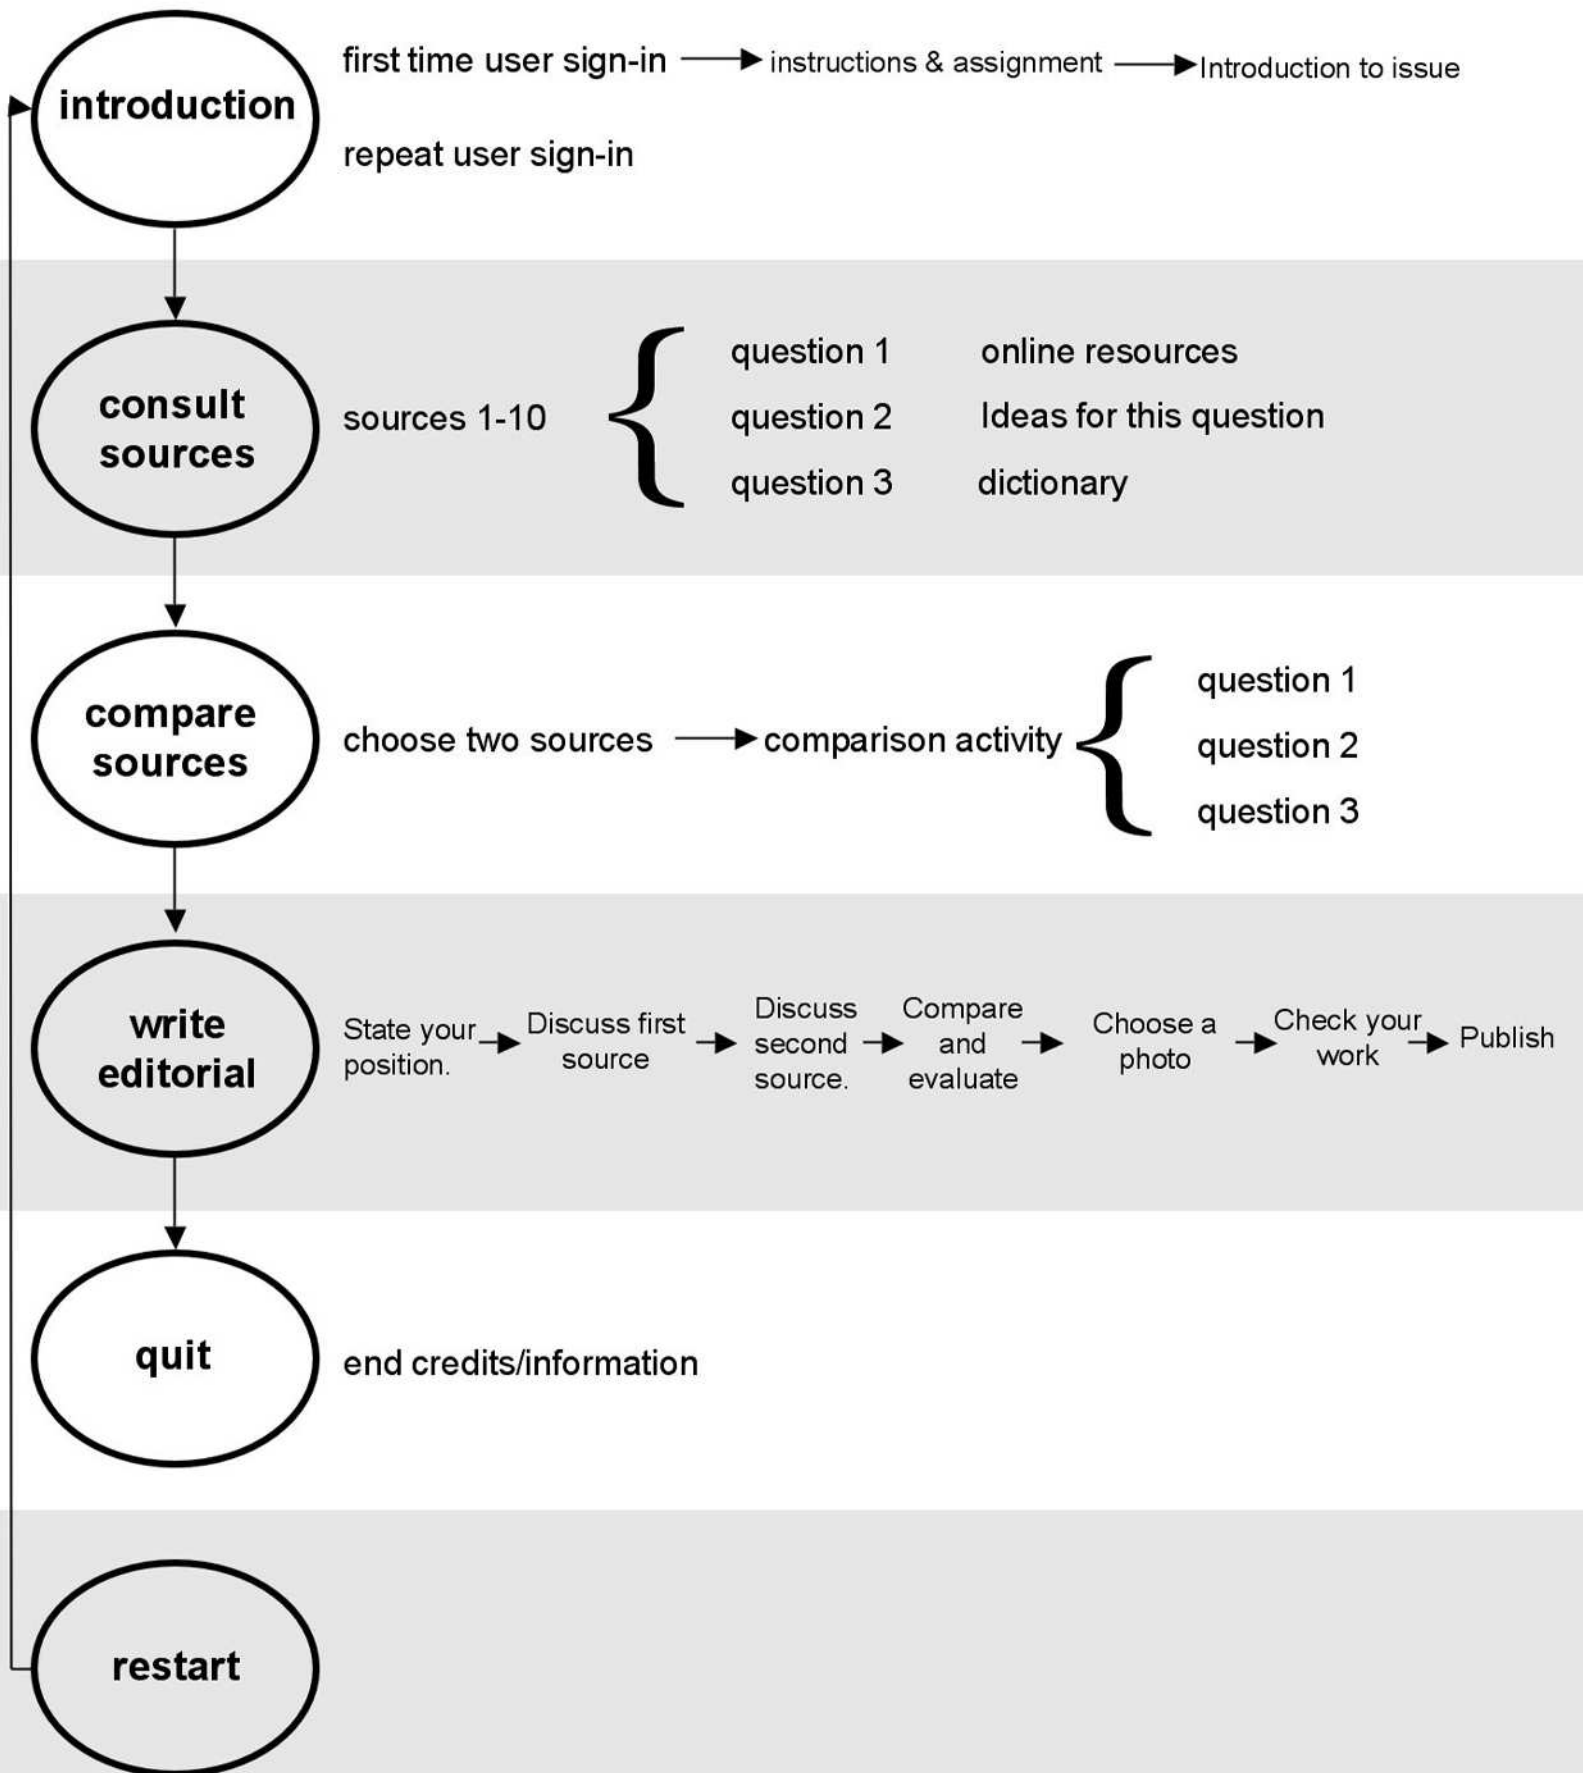 introduction
first time user sign-in
instructions & assignment
Introduction to issue
repeat user sign-in
consult
sources
sources 1-10
question 1
online resources
question 2
Ideas for this question
question 3
dictionary
compare
sources
choose two sources
comparison activity
question 1
question 2
question 3
write
editorial
State your
position.
Discuss first
source
Discuss
second
source.
Compare
and
evaluate
Choose a
photo
Check your
work
Publish
quit
end credits/information
restart